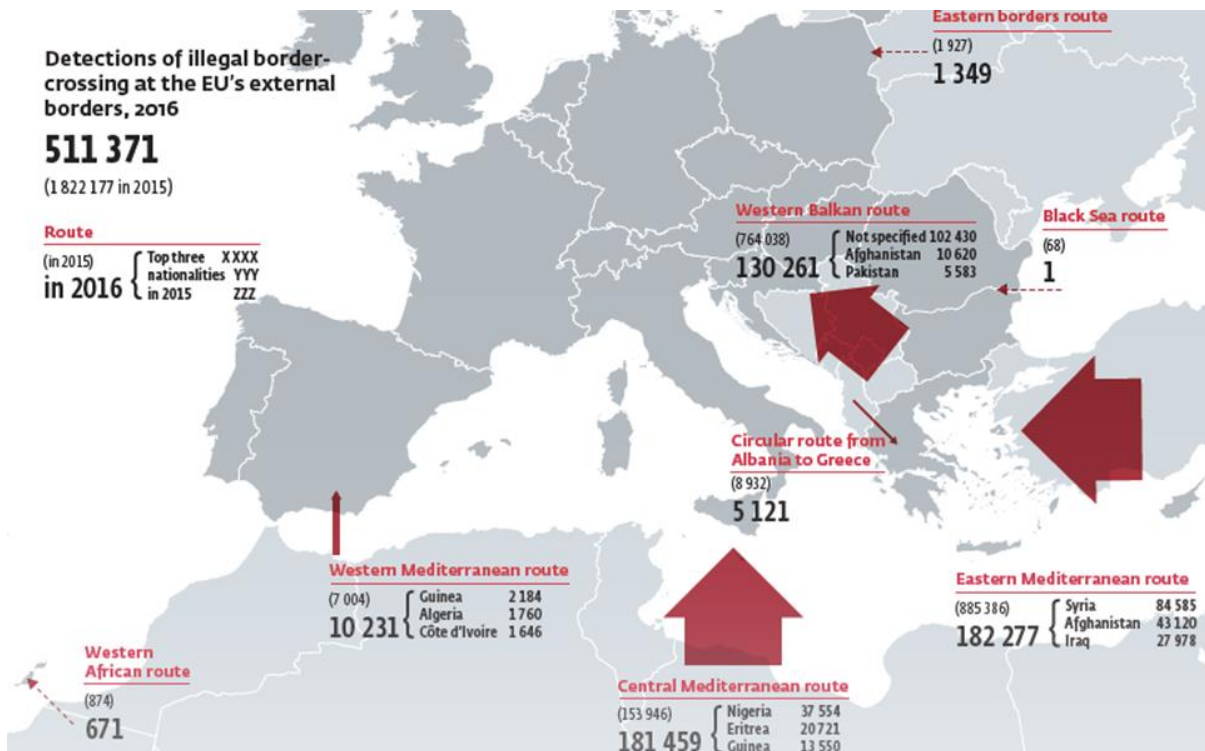 Detections of illegal border-
crossing at the EU's external
borders, 2016
511 371
(1 822 177 in 2015)
Route
(in 2015)
in 2016
Top three XXXX
nationalities YYY
in 2015 ZZZ
Eastern borders route
(1 927)
1 349
Western Balkan route
(764 038)
130 261
Not specified 102 430
Afghanistan 10 620
Pakistan 5 583
Black Sea route
(68)
1
Circular route from
Albania to Greece
(8 932)
5 121
Western Mediterranean route
(7 004)
10 231
Guinea 2 184
Algeria 1 760
Côte d'Ivoire 1 646
Eastern Mediterranean route
(885 386)
182 277
Syria 84 585
Afghanistan 43 120
Iraq 27 978
Western
African route
(874)
671
Central Mediterranean route
(153 946)
181 459
Nigeria 37 554
Eritrea 20 721
Guinea 13 550